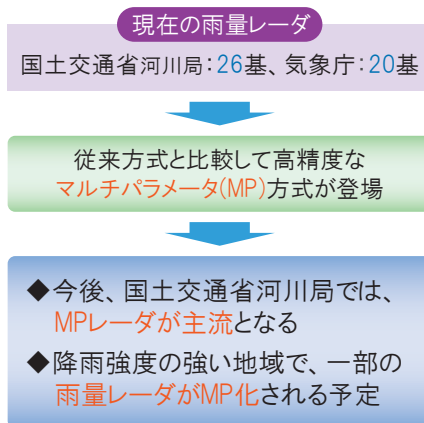 現在の雨量レーダ
国土交通省河川局：26基、気象庁：20基
従来方式と比較して高精度な
マルチパラメータ(MP)方式が登場
◆今後、国土交通省河川局では、
MPレーダが主流となる
◆降雨強度の強い地域で、一部の
雨量レーダがMP化される予定